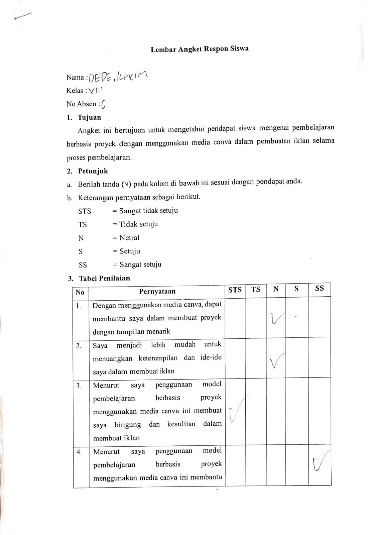 Lembar Angket Respon Siswa
Nama : DEDE, ilham
Kelas : VIII
No Absen : 6
1. Tujuan
Angket ini bertujuan untuk mengetahui pendapat siswa mengenai pembelajaran
berbasis proyek dengan menggunakan media canva dalam pembuatan iklan selama
proses pembelajaran.
2. Petunjuk
a. Berilah tanda (√) pada kolom di bawah ini sesuai dengan pendapat anda.
b. Keterangan pernyataan sebagai berikut.
STS = Sangat tidak setuju
TS = Tidak setuju
N = Netral
S = Setuju
SS = Sangat setuju
3. Tabel Penilaian
No Pernyataan STS TS N S SS
1. Dengan menggunakan media canva, dapat
membantu saya dalam membuat proyek √
dengan tampilan menarik
2. Saya menjadi lebih mudah untuk
menuangkan keterampilan dan ide-ide √
saya dalam membuat iklan
3. Menurut saya penggunaan model
pembelajaran berbasis proyek
menggunakan media canva ini membuat √
saya bingung dan kesulitan dalam
membuat iklan
4. Menurut saya penggunaan model
pembelajaran berbasis proyek √
menggunakan media canva ini membantu